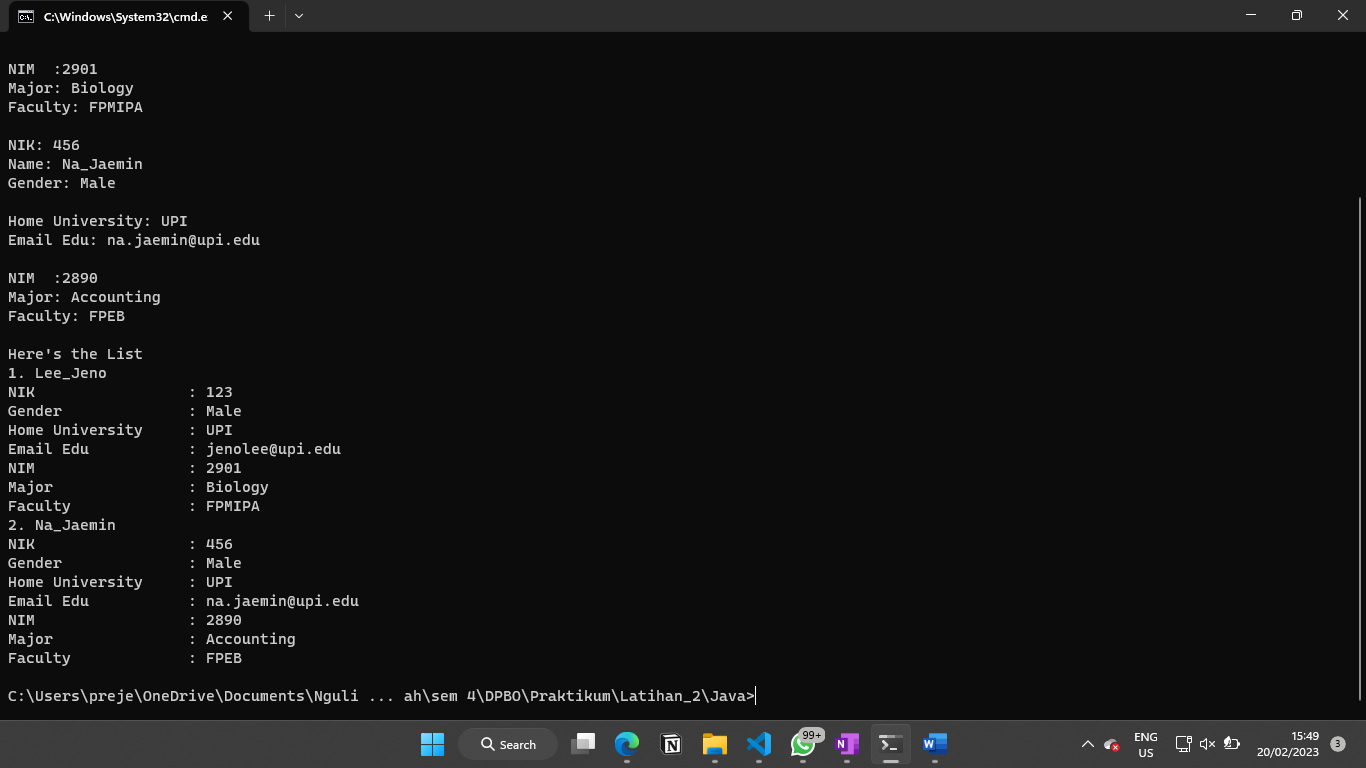 C:\Windows\System32\cmd.e
NIM  :2901
Major: Biology
Faculty: FPMIPA
NIK: 456
Name: Na_Jaemin
Gender: Male
Home University: UPI
Email Edu: na.jaemin@upi.edu
NIM  :2890
Major: Accounting
Faculty: FPEB
Here's the List
1. Lee_Jeno
NIK                 : 123
Gender              : Male
Home University     : UPI
Email Edu           : jenolee@upi.edu
NIM                 : 2901
Major               : Biology
Faculty             : FPMIPA
2. Na_Jaemin
NIK                 : 456
Gender              : Male
Home University     : UPI
Email Edu           : na.jaemin@upi.edu
NIM                 : 2890
Major               : Accounting
Faculty             : FPEB
C:\Users\preje\OneDrive\Documents\Nguli ... ah\sem 4\DPBO\Praktikum\Latihan_2\Java>
Search
99+
ENG
US
15:49
20/02/2023
3